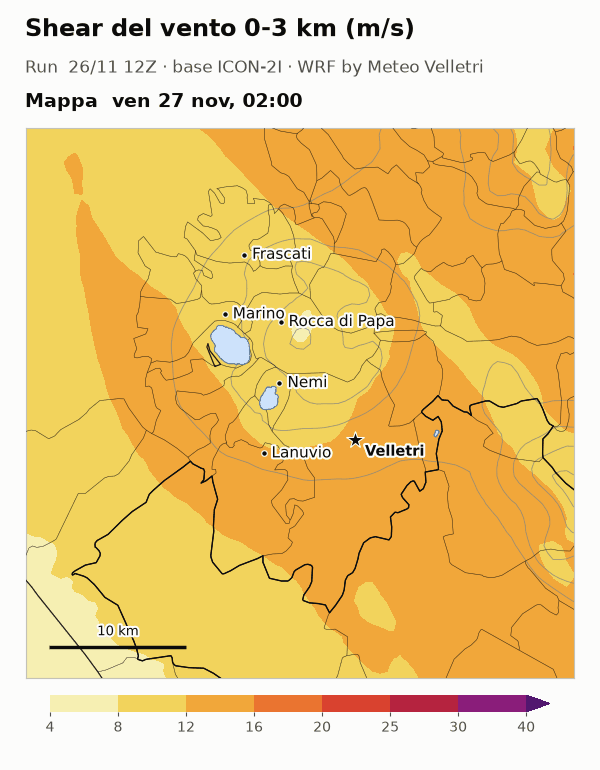 Shear del vento 0-3 km (m/s)
Run  26/11 12Z · base ICON-2I · WRF by Meteo Velletri
Mappa  ven 27 nov, 02:00
Frascati
Marino
Rocca di Papa
Nemi
Lanuvio
Velletri
10 km
4 8 12 16 20 25 30 40